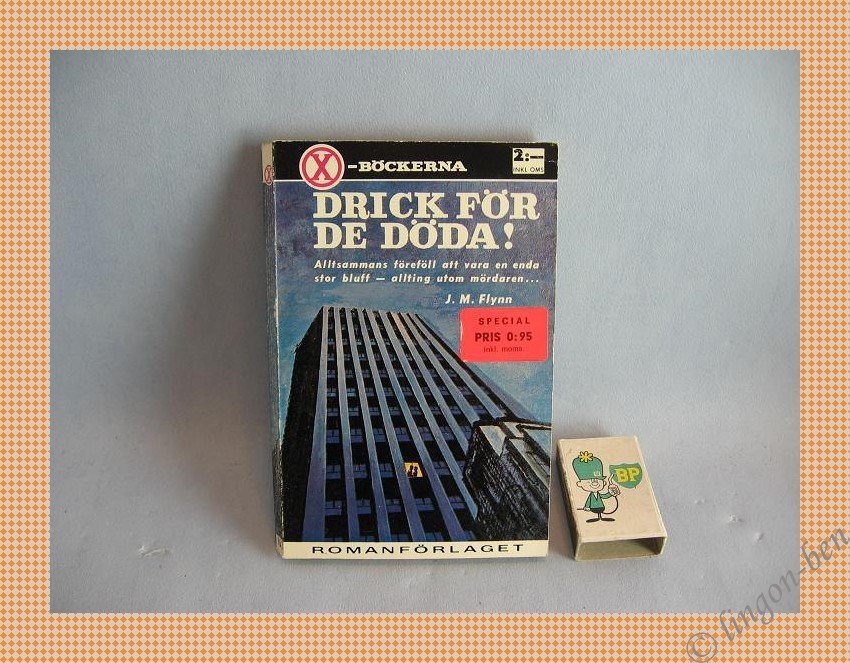 X -BÖCKERNA
2:—
INKL OMS
DRICK FÖR
DE DÖDA!
Alltsammans föreföll att vara en enda
stor bluff — allting utom mördaren...
J. M. Flynn
SPECIAL
PRIS 0:95
inkl. moms
ROMANFÖRLAGET
BP
© lingon-ben